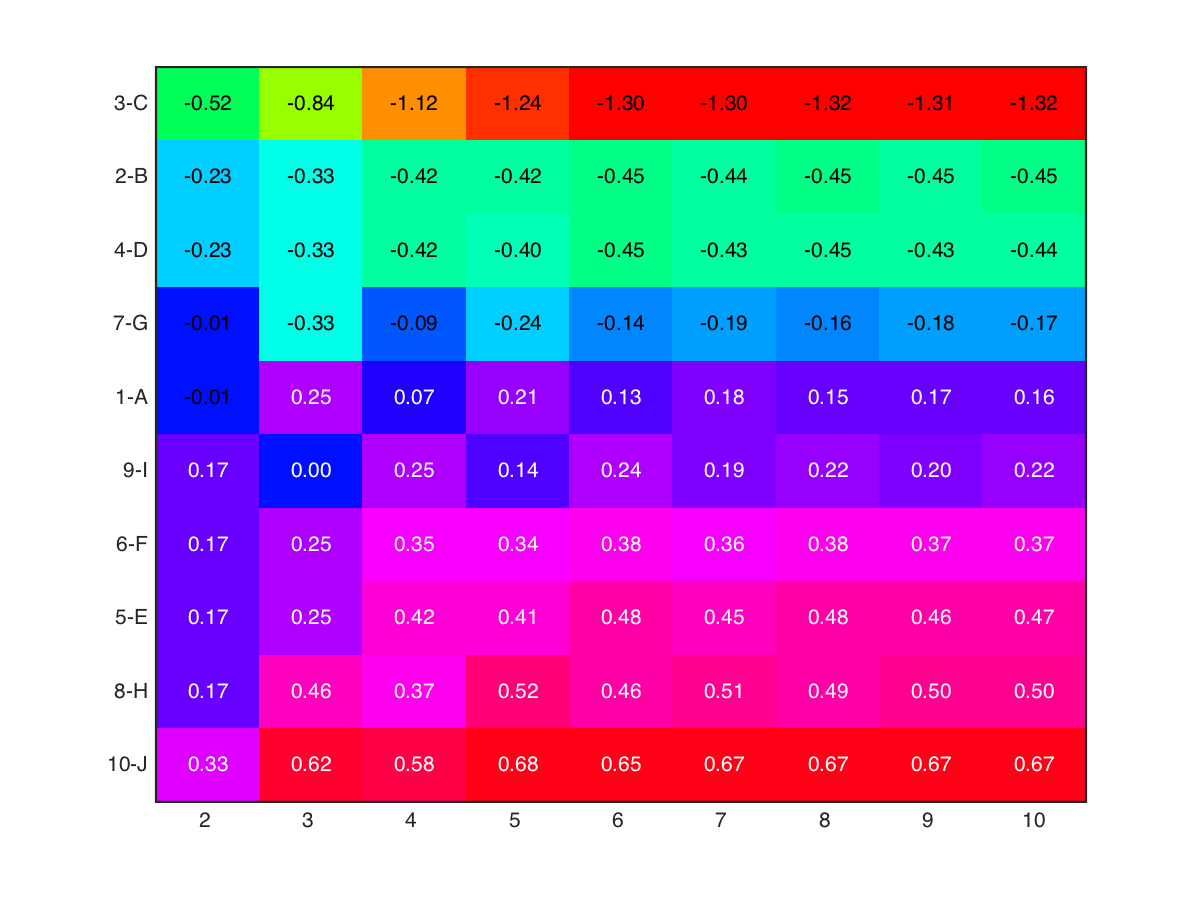 3-C -0.52 -0.84 -1.12 -1.24 -1.30 -1.30 -1.32 -1.31 -1.32
2-B -0.23 -0.33 -0.42 -0.42 -0.45 -0.44 -0.45 -0.45 -0.45
4-D -0.23 -0.33 -0.42 -0.40 -0.45 -0.43 -0.45 -0.43 -0.44
7-G -0.01 -0.33 -0.09 -0.24 -0.14 -0.19 -0.16 -0.18 -0.17
1-A -0.01 0.25 0.07 0.21 0.13 0.18 0.15 0.17 0.16
9-I 0.17 0.00 0.25 0.14 0.24 0.19 0.22 0.20 0.22
6-F 0.17 0.25 0.35 0.34 0.38 0.36 0.38 0.37 0.37
5-E 0.17 0.25 0.42 0.41 0.48 0.45 0.48 0.46 0.47
8-H 0.17 0.46 0.37 0.52 0.46 0.51 0.49 0.50 0.50
10-J 0.33 0.62 0.58 0.68 0.65 0.67 0.67 0.67 0.67
2 3 4 5 6 7 8 9 10